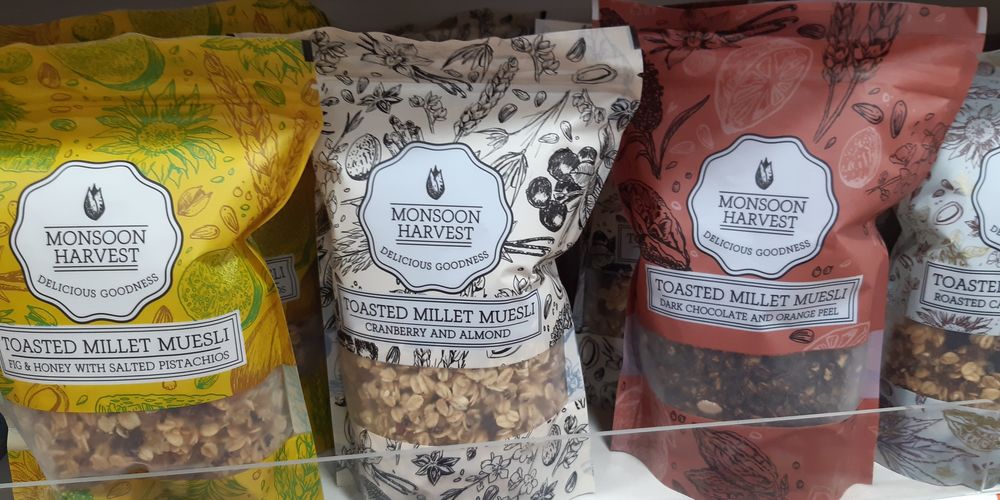 MONSOON
HARVEST
DELICIOUS GOODNESS
TOASTED MILLET MUESLI
FIG & HONEY WITH SALTED PISTACHIOS
MONSOON
HARVEST
DELICIOUS GOODNESS
TOASTED MILLET MUESLI
CRANBERRY AND ALMOND
MONSOON
HARVEST
DELICIOUS GOODNESS
TOASTED MILLET MUESLI
DARK CHOCOLATE AND ORANGE PEEL
TOASTED
ROASTED